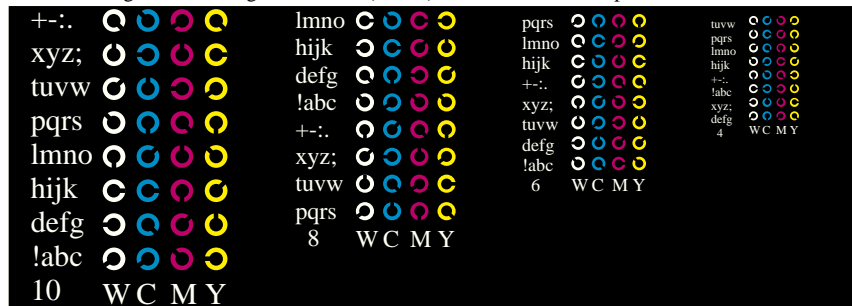 +-:.
xyz;
tuvw
pqrs
lmno
hijk
defg
!abc
10 W C M Y
lmno
hijk
defg
!abc
+-:.
xyz;
tuvw
pqrs
8 W C M Y
pqrs
lmno
hijk
+-:.
xyz;
tuvw
defg
!abc
6 W C M Y
tuvw
pqrs
lmno
hijk
+-:.
!abc
xyz;
defg
4 W C M Y